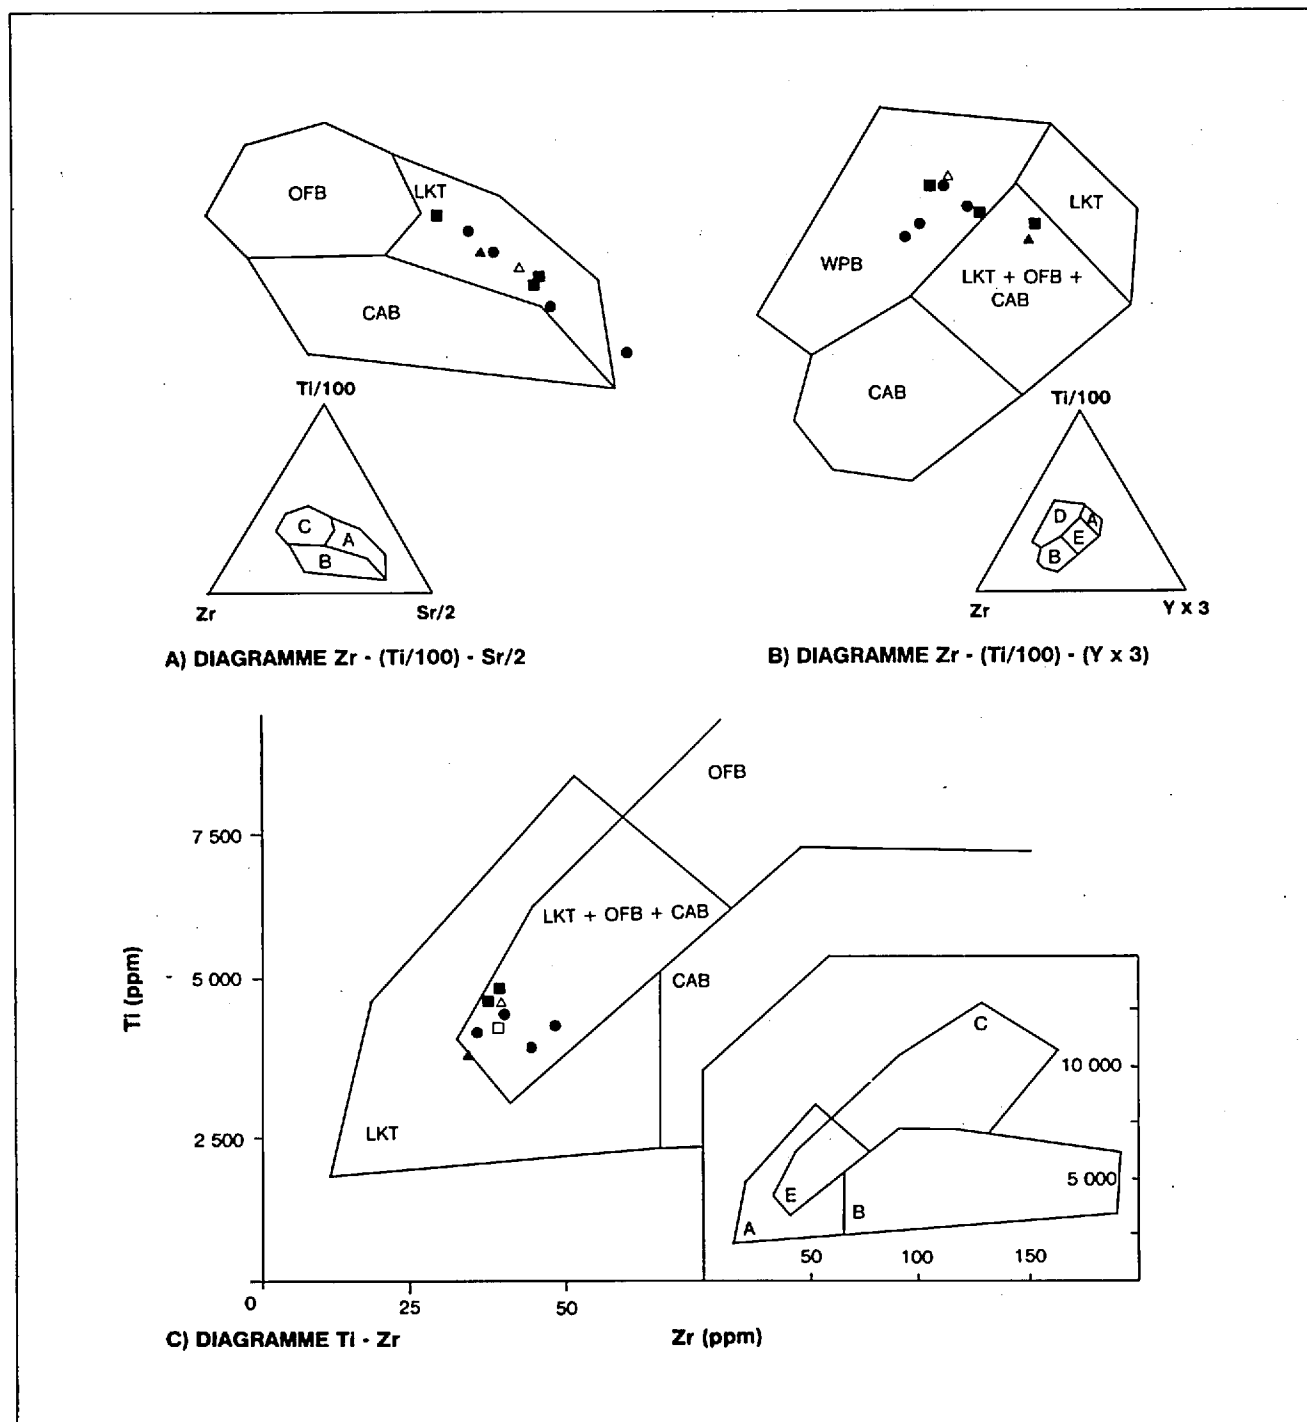 OFB
LKT
CAB
Ti/100
C
A
B
Zr
Sr/2
A) DIAGRAMME Zr - (Ti/100) - Sr/2
LKT
WPB
LKT + OFB +
CAB
CAB
Ti/100
D
A
E
B
Zr
Y x 3
B) DIAGRAMME Zr - (Ti/100) - (Y x 3)
OFB
7 500
LKT + OFB + CAB
5 000
CAB
Ti (ppm)
C
10 000
2 500
LKT
5 000
E
B
A
50
100
150
0
25
50
C) DIAGRAMME Ti - Zr
Zr (ppm)